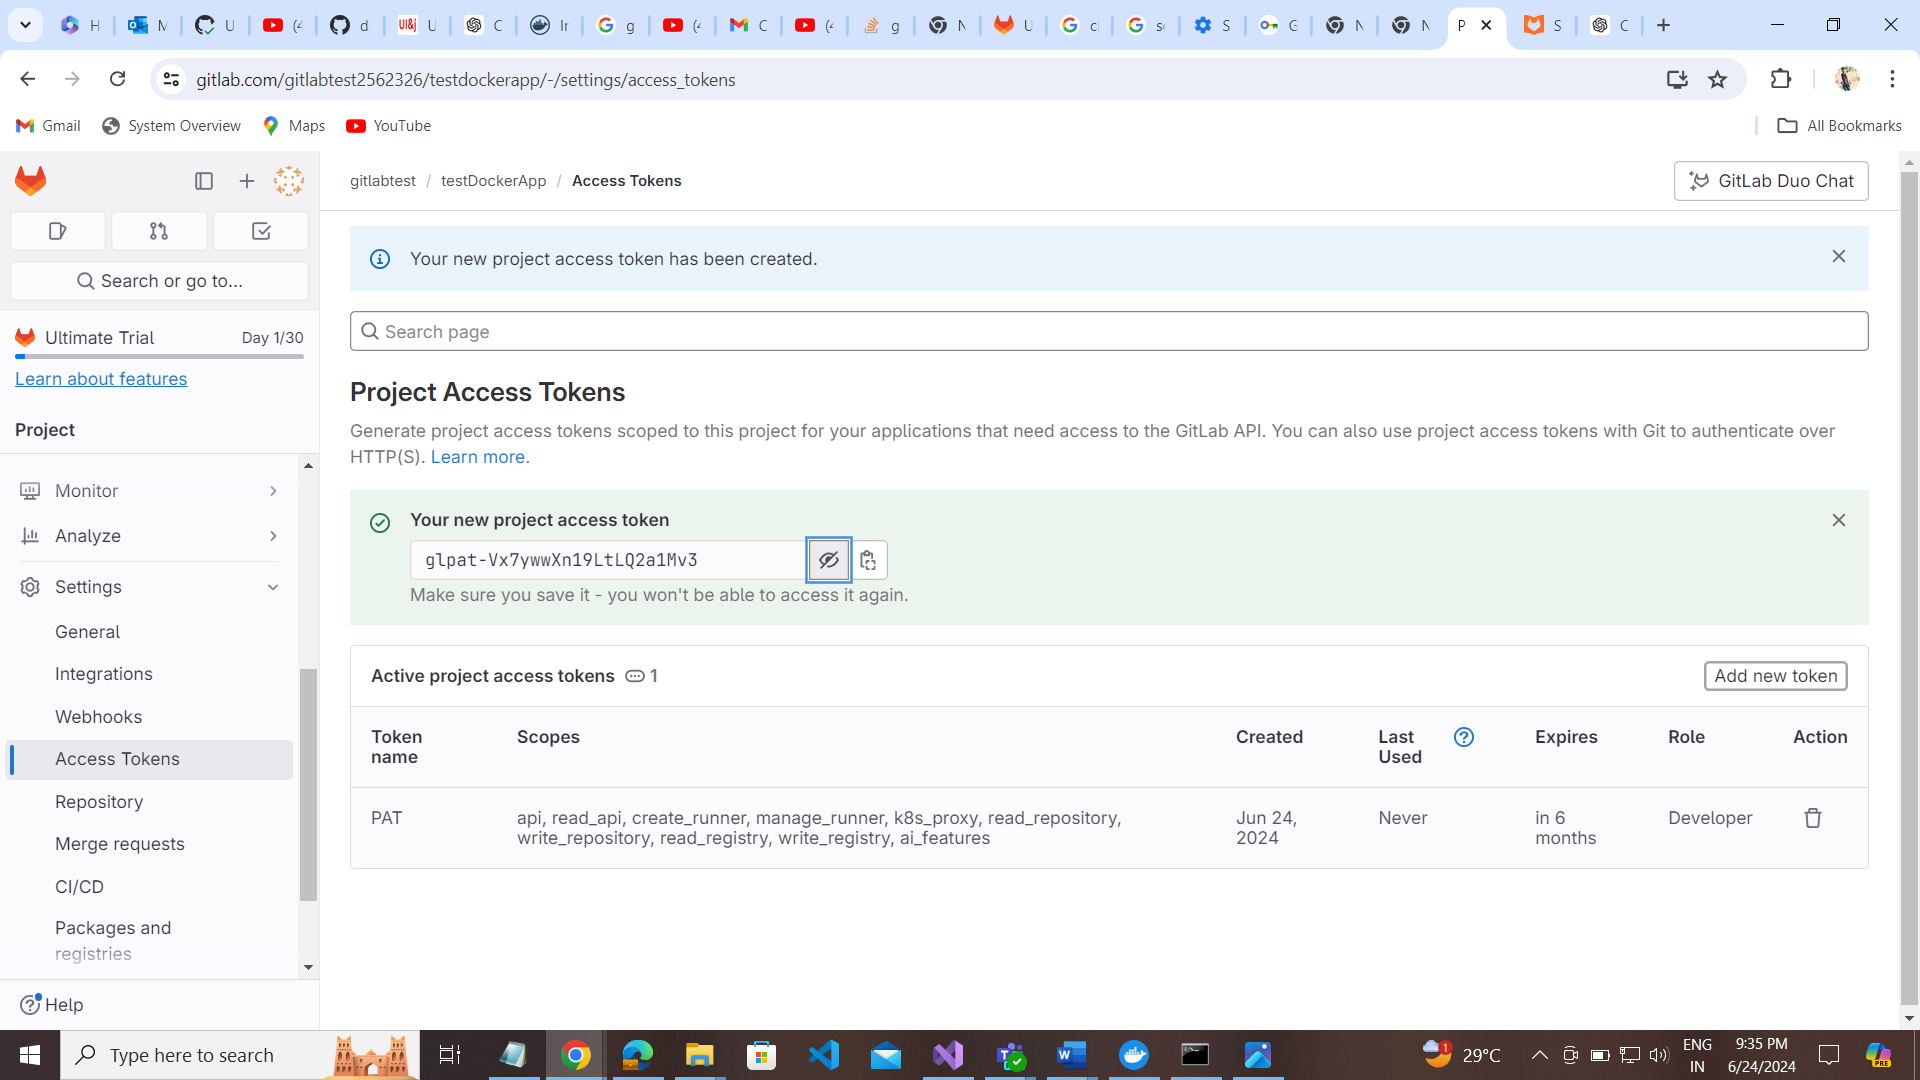 H
M
U
(4
d
UI&J
U
C
Ir
g
(4
C
(4
g
N
U
cl
s
S
G
N
N
P
S
C
gitlab.com/gitlabtest2562326/testdockerapp/-/settings/access_tokens
Gmail
System Overview
Maps
YouTube
All Bookmarks
gitlabtest / testDockerApp / Access Tokens
GitLab Duo Chat
Search or go to...
Ultimate Trial
Day 1/30
Learn about features
Project
Monitor
Analyze
Settings
General
Integrations
Webhooks
Access Tokens
Repository
Merge requests
CI/CD
Packages and
registries
Help
Your new project access token has been created.
Search page
Project Access Tokens
Generate project access tokens scoped to this project for your applications that need access to the GitLab API. You can also use project access tokens with Git to authenticate over
HTTP(S). Learn more.
Your new project access token
glpat-Vx7ywwXn19LtLQ2a1Mv3
Make sure you save it - you won't be able to access it again.
Active project access tokens 1
Add new token
Token
name
Scopes
Created
Last
Used
Expires
Role
Action
PAT
api, read_api, create_runner, manage_runner, k8s_proxy, read_repository,
write_repository, read_registry, write_registry, ai_features
Jun 24,
2024
Never
in 6
months
Developer
Type here to search
1
29°C
ENG
IN
9:35 PM
6/24/2024
PRE